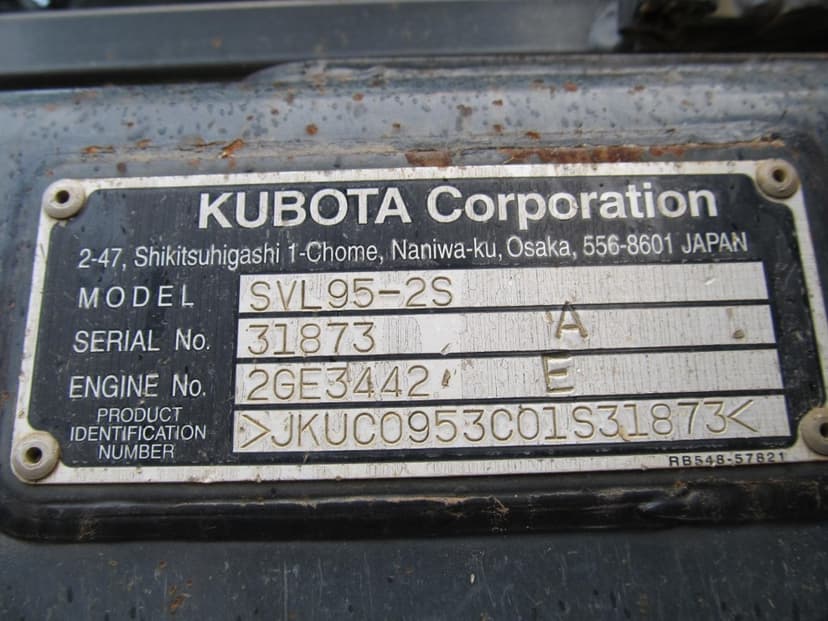 KUBOTA Corporation
2-47, Shikitsuhigashi 1-Chome, Naniwa-ku, Osaka, 556-8601 JAPAN
MODEL SVL95-2S
SERIAL No. 31873 A
ENGINE No. 2GE3442 E
PRODUCT IDENTIFICATION NUMBER >JKUC0953C01S31873<
RB548-57821